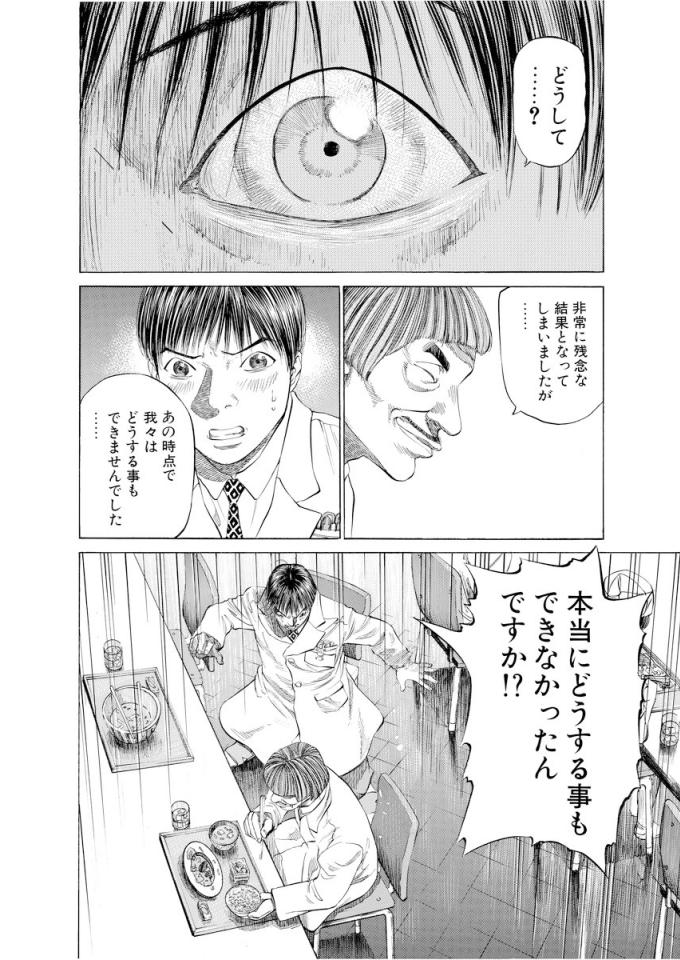 どうして
……?
非常に残念な
結果となって
しまいましたが
……
あの時点で
我々は
どうする事も
できませんでした
……
本当にどうする事も
できなかったん
ですか!?